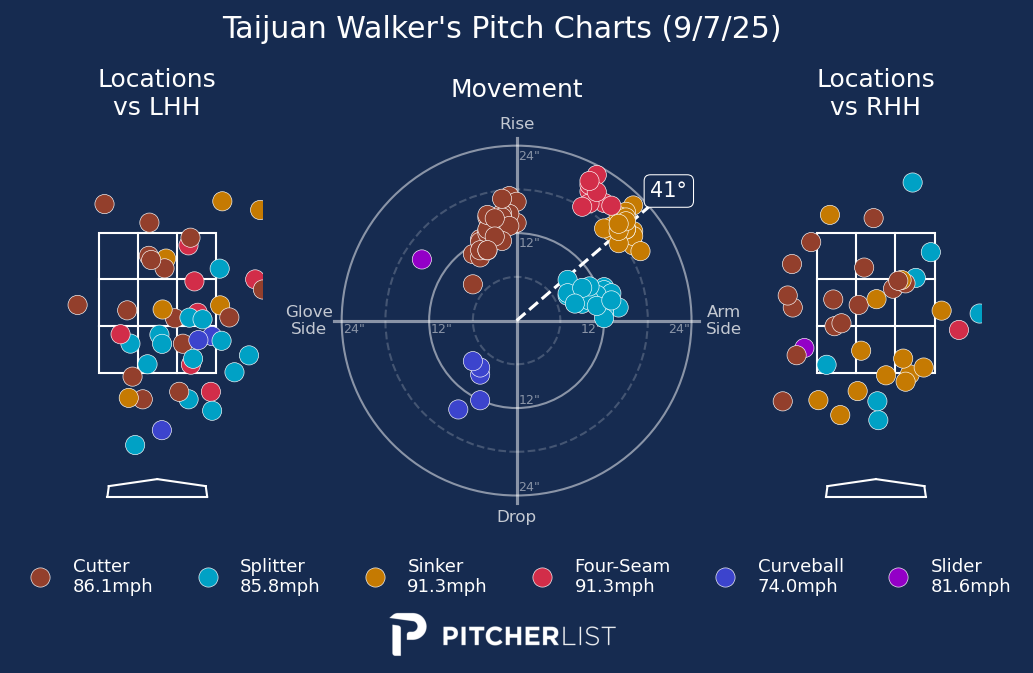 Taijuan Walker's Pitch Charts (9/7/25)
Locations
vs LHH
Movement
Locations
vs RHH
Rise
24"
41°
12"
Glove
Side
24"
12"
12"
24"
Arm
Side
12"
24"
Drop
Cutter
86.1mph
Splitter
85.8mph
Sinker
91.3mph
Four-Seam
91.3mph
Curveball
74.0mph
Slider
81.6mph
PITCHERLIST